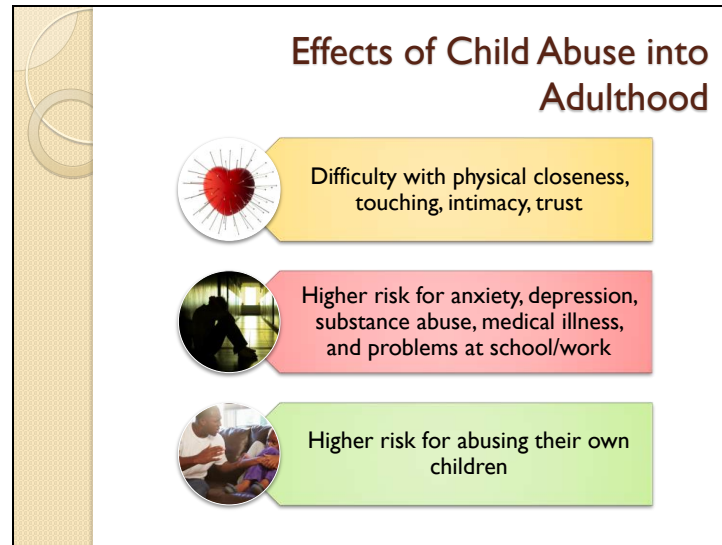 Effects of Child Abuse into
Adulthood
Difficulty with physical closeness,
touching, intimacy, trust
Higher risk for anxiety, depression,
substance abuse, medical illness,
and problems at school/work
Higher risk for abusing their own
children